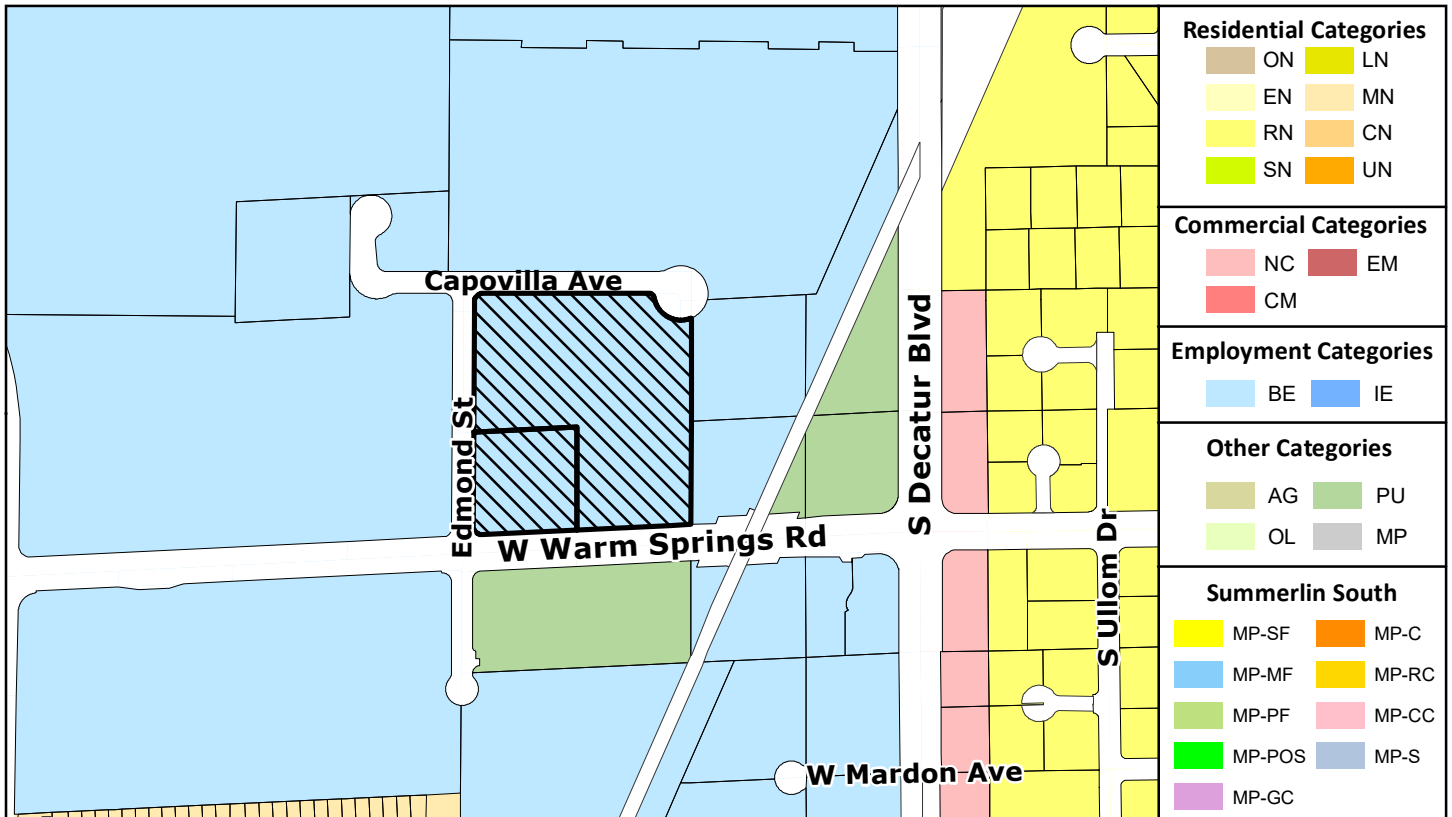 Capovilla Ave
Edmond St
W Warm Springs Rd
S Decatur Blvd
S Ullom Dr
W Mardon Ave
Residential Categories
ON LN
EN MN
RN CN
SN UN
Commercial Categories
NC EM
CM
Employment Categories
BE IE
Other Categories
AG PU
OL MP
Summerlin South
MP-SF MP-C
MP-MF MP-RC
MP-PF MP-CC
MP-POS MP-S
MP-GC